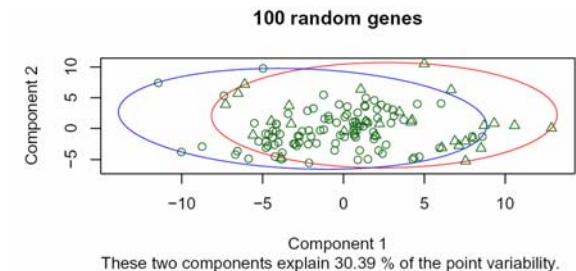 100 random genes
Component 2
10
5
0
−5
−10 −5 0 5 10
Component 1
These two components explain 30.39 % of the point variability.